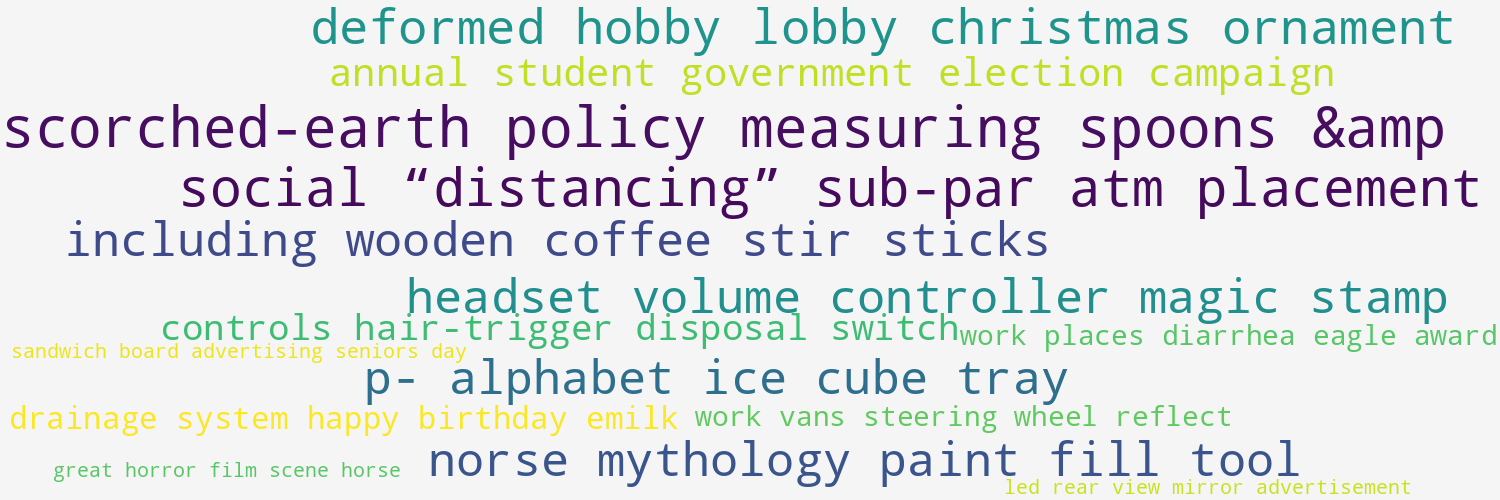 deformed hobby lobby christmas ornament
annual student government election campaign
scorched-earth policy measuring spoons &amp
social “distancing” sub-par atm placement
including wooden coffee stir sticks
headset volume controller magic stamp
controls hair-trigger disposal switch
work places diarrhea eagle award
sandwich board advertising seniors day
p- alphabet ice cube tray
drainage system happy birthday emilk
work vans steering wheel reflect
norse mythology paint fill tool
great horror film scene horse
led rear view mirror advertisement